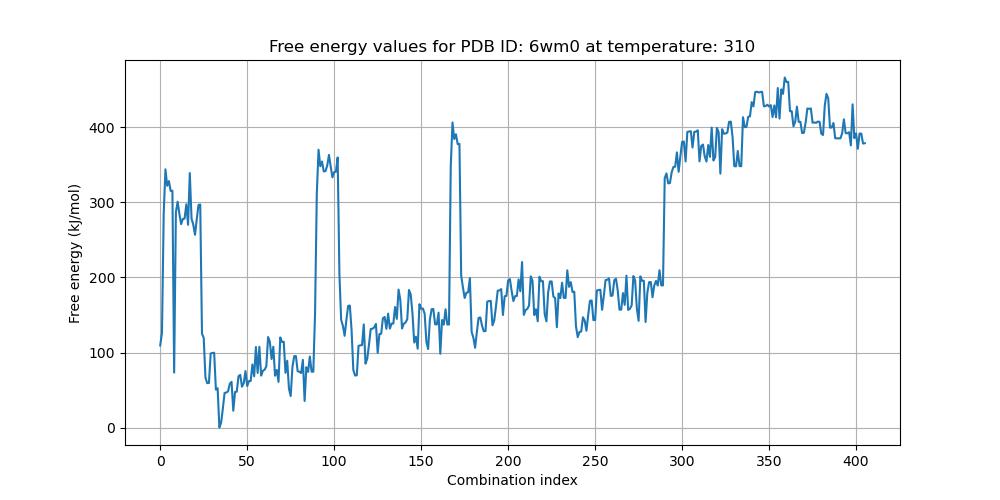 Free energy values for PDB ID: 6wm0 at temperature: 310
Free energy (kJ/mol)
400
300
200
100
0
0 50 100 150 200 250 300 350 400
Combination index